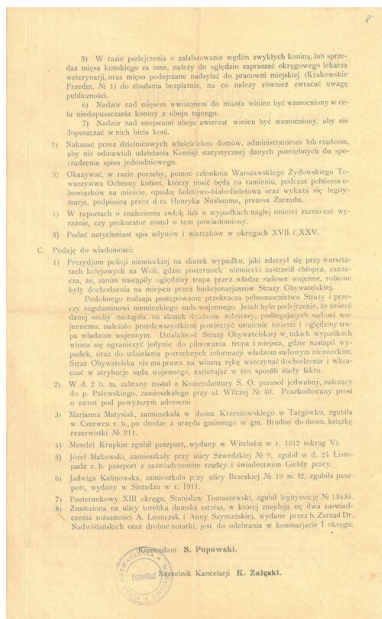 8
5) W razie podejrzenia o zafałszowanie wędlin zwykłych koniną, lub sprze-
daż mięsa końskiego za inne, należy do oględzin zapraszać okręgowego lekarza
weterynarji, oraz mięso podejrzane nadsyłać do pracowni miejskiej (Krakowskie
Przedm. № 1) do zbadania bezpłatnie, na co należy również zwracać uwagę
publiczności.
6) Nadzór nad mięsem wwożonem do miasta winien być wzmocniony w ce-
lu niedopuszczania koniny z uboju tajnego.
7) Nadzór nad miejscami uboju zwierząt winien być wzmocniony, aby nie
dopuszczać w nich bicia koni.
2) Nakazać przez dzielnicowych właścicielom domów, administratorom lub rządcom,
aby nie odmawiali udzielania Komisji statystycznej danych potrzebnych do spo-
rządzenia spisu jednodniowego.
3) Okazywać, w razie potrzeby, pomoc członkom Warszawskiego Żydowskiego To-
warzystwa Ochrony kobiet, którzy nosić będą na ramieniu, podczas pełnienia o-
bowiązków na mieście, opaskę fioletowo-biało-fioletową oraz wykażą się legity-
macją, podpisaną przez d-ra Henryka Nusbauma, prezesa Zarządu.
4) W raportach o znalezieniu zwłok lub w wypadkach nagłej śmierci zaznaczać wy-
raźnie, czy prokurator został o tem powiadomiony.
5) Podać natychmiast spis młynów i wiatraków w okręgach XVII i XXV.
C. Podaję do wiadomości:
1) Prezydjum policji niemieckiej na skutek wypadku, jaki zdarzył się przy warszta-
tach kolejowych na Woli, gdzie posterunek niemiecki zastrzelił chłopca, zazna-
cza, że, zanim nastąpiły oględziny trupa przez władze sądowe wojenne, robione
były dochodzenia na miejscu przez funkcjonarjuszów Straży Obywatelskiej.
Podobnego rodzaju postępowanie przekracza pełnomocnictwa Straży i prze-
czy regulaminowi niemieckiego sądu wojennego. Jeżeli było podejrzenie, że śmierć
danej osoby nastąpiła na skutek działania żołnierzy, podlegających sądowi wo-
jennemu, należało przedewszystkiem powierzyć ustalenie śmierci i oględziny tru-
pa władzom wojennym. Działalność Straży Obywatelskiej w takich wypadkach
winna się ograniczyć jedynie do pilnowania trupa i miejsca, gdzie nastąpił wy-
padek, oraz do udzielania potrzebnych informacji władzom sądowym niemieckim.
Straż Obywatelska nie ma prawa na własną rękę wszczynać dochodzenia i wkra-
czać w atrybucje sądu wojennego, zacierając w ten sposób ślady faktu.
2) W d. 2 b. m. zabrany został z Komendantury S. O. parasol jedwabny, należący
do p. Palewskiego, zamieszkałego przy ul. Wilczej № 40. Poszkodowany prosi
o zwrot pod powyższym adresem
3) Marjanna Matysiak, zamieszkała w domu Krzeszowskiego w Targówku, zgubiła
w Czerwcu r. b., po drodze z urzędu gminnego w gm. Brudno do domu, książkę
rezerwistki № 211.
4) Mendel Krupkin zgubił paszport, wydany w Witebsku w r. 1912 (okrąg V).
5) Józef Makowski, zamieszkały przy ulicy Szwedzkiej № 9, zgubił w d. 24 Listo-
pada r. b. paszport z zaświadczeniem rządcy i świadectwem Giełdy pracy.
6) Jadwiga Kalinowska, zamieszkała przy ulicy Brzeskiej № 19 m. 12, zgubiła pasz-
port, wydany w Sieradzu w r. 1911.
7) Posterunkowy XIII okręgu, Stanisław Tomaszewski, zgubił legitymację № 13436.
8) Znaleziona na ulicy torebka damska (stara), w której znajdują się dwa zaświad-
czenia tożsamości A. Leończak i Anny Szymańskiej, wydane przez b. Zarząd Dr.
Nadwiślańskich oraz drobne notatki, jest do odebrania w komisarjacie I okręgu.
Komendant S. Popowski.
Naczelnik Kancelarji K. Załęski.